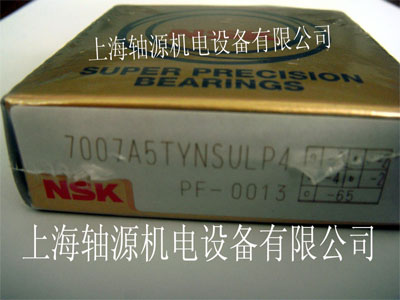 上海轴源机电设备有限公司
SUPER PRECISION
BEARINGS
7007A5TYNSULP4
NSK
PF-0013
-65
上海轴源机电设备有限公司